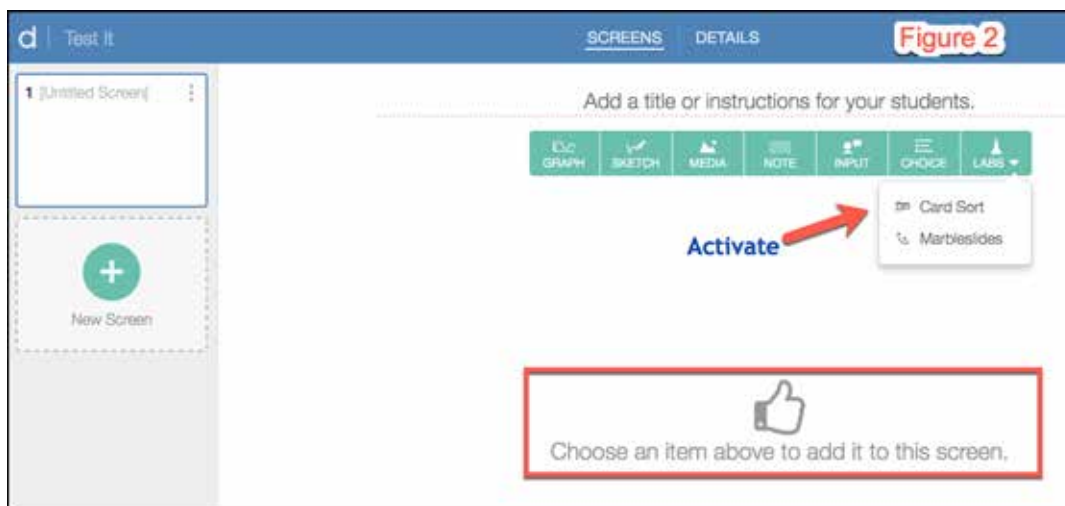 d | Test It
SCREENS DETAILS
Figure 2
1 [Untitled Screen]
Add a title or instructions for your students.
GRAPH SKETCH MEDIA NOTE INPUT CHOICE LABS
Card Sort
Marbleslides
Activate
New Screen
Choose an item above to add it to this screen.